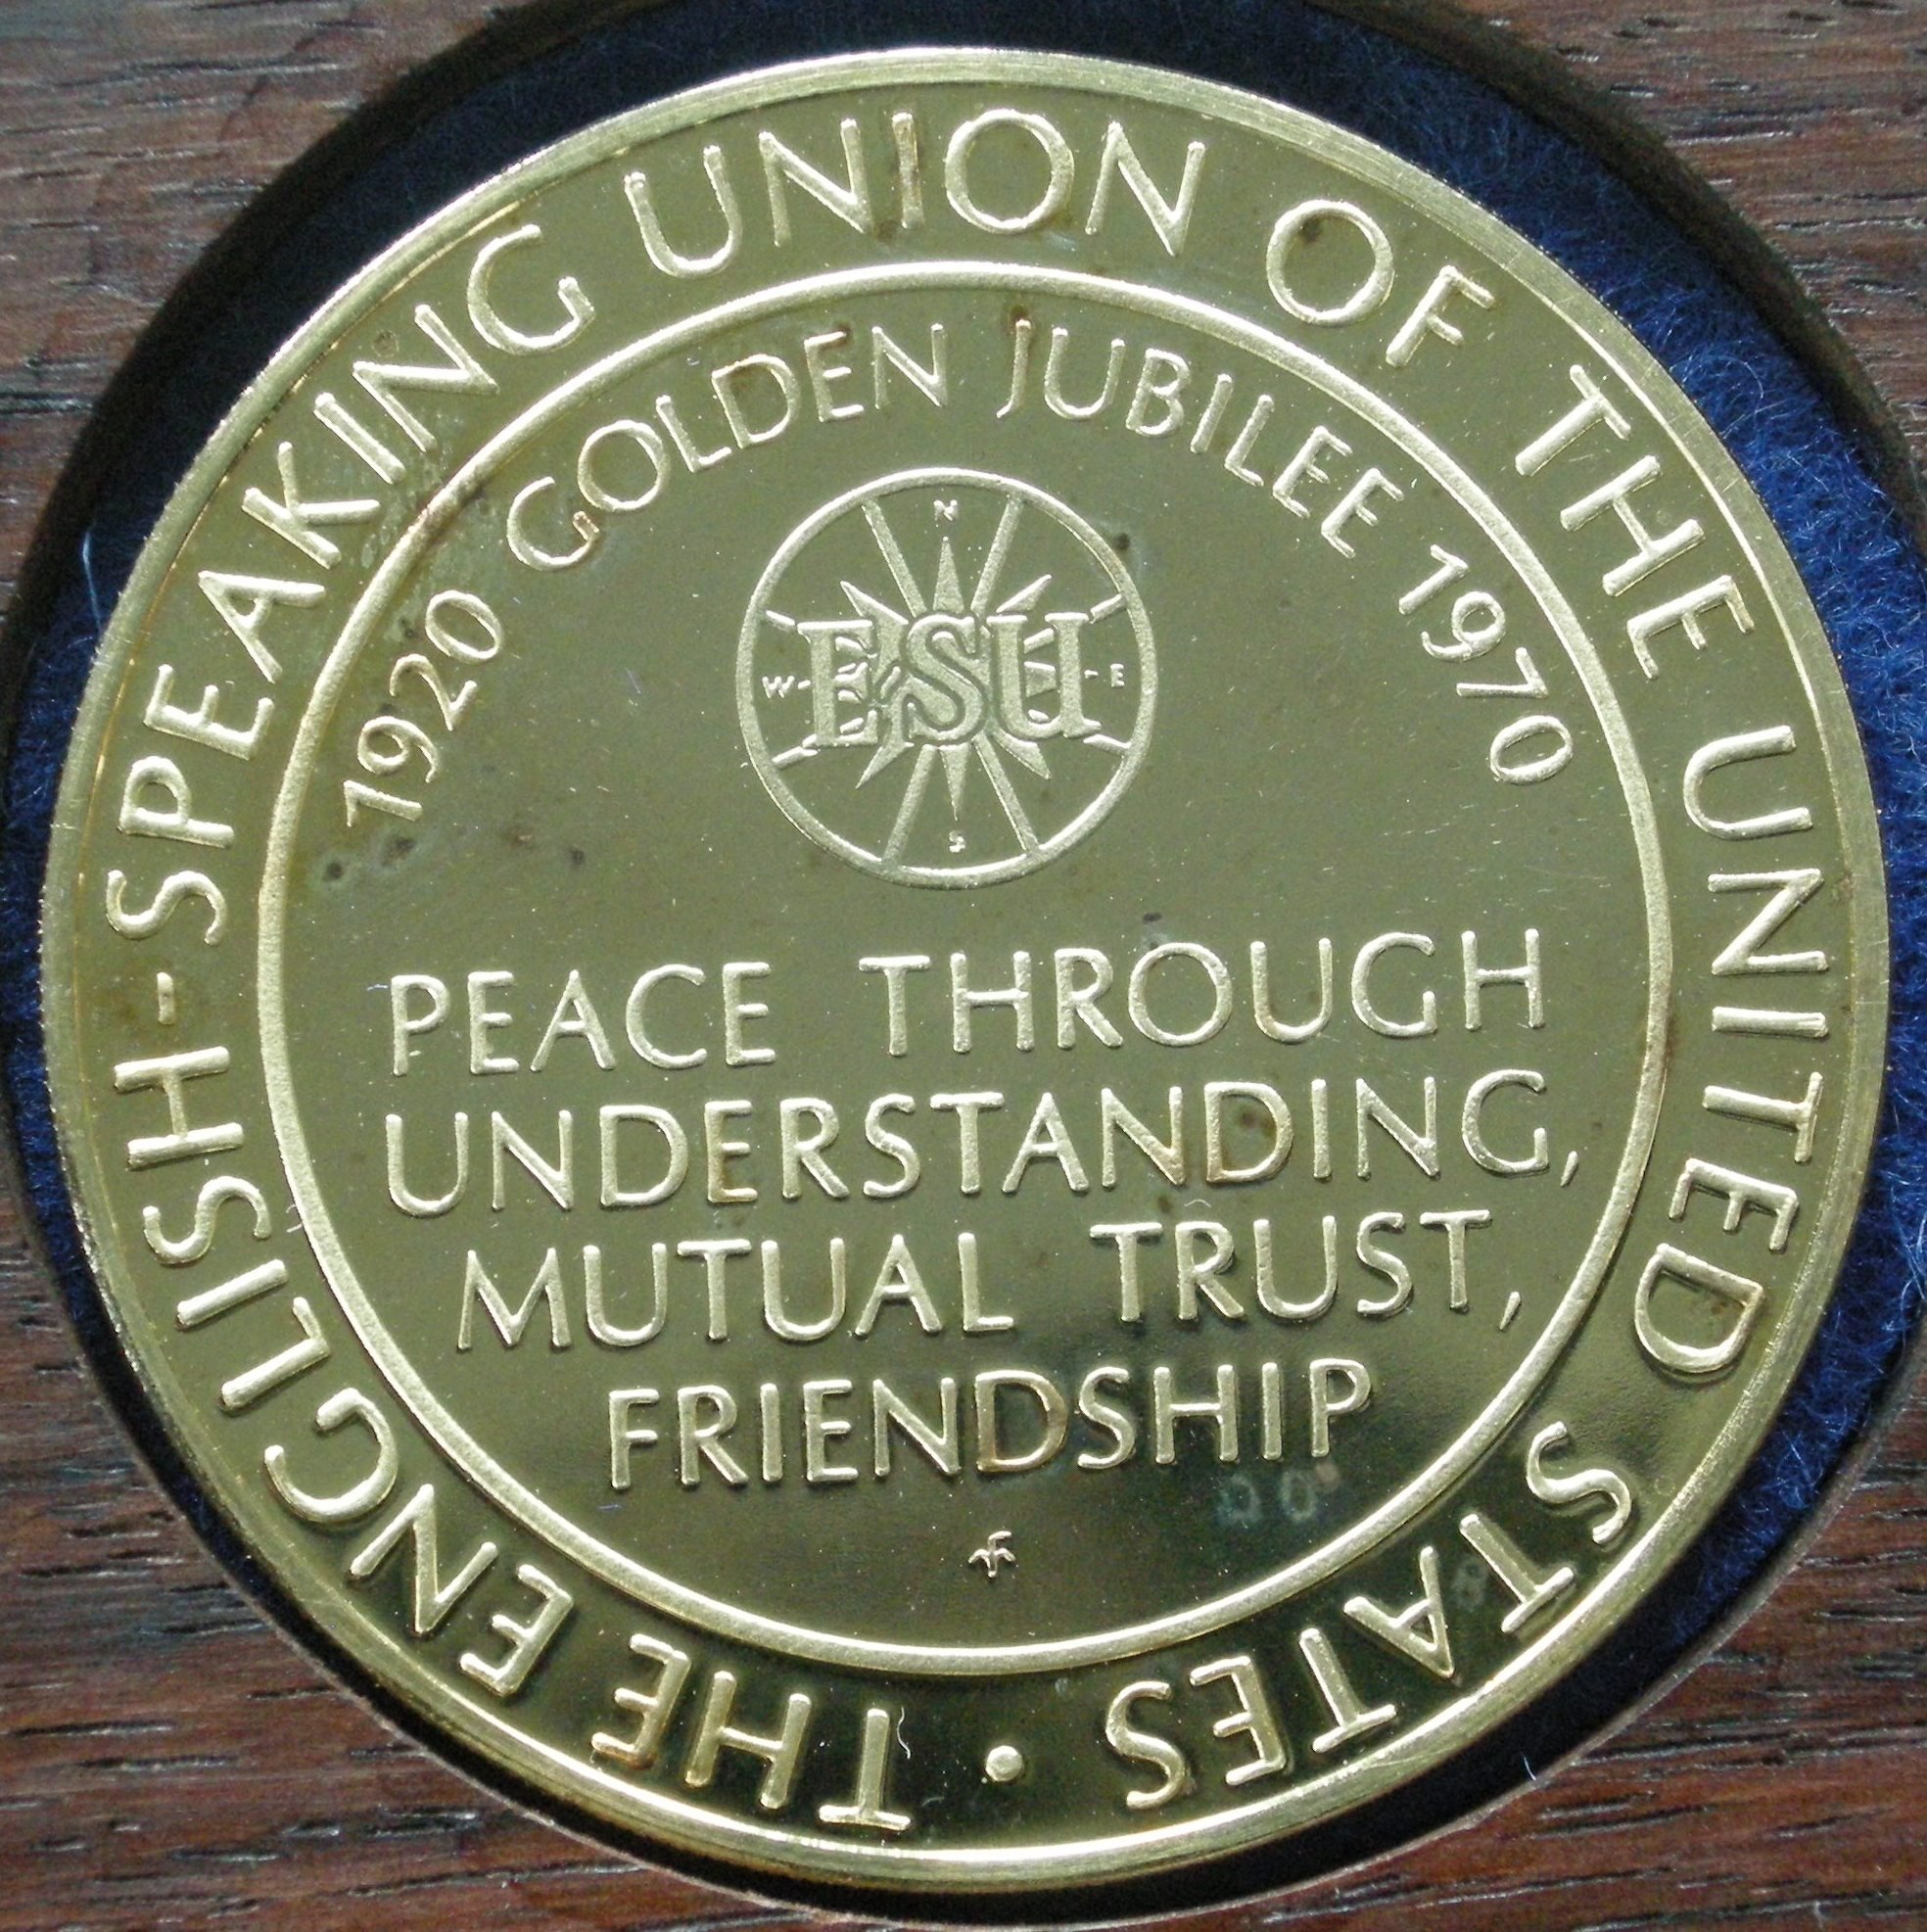 THE ENGLISH-SPEAKING UNION OF THE UNITED STATES •
1920 GOLDEN JUBILEE 1970
N
W ESU E
S
PEACE THROUGH
UNDERSTANDING,
MUTUAL TRUST,
FRIENDSHIP